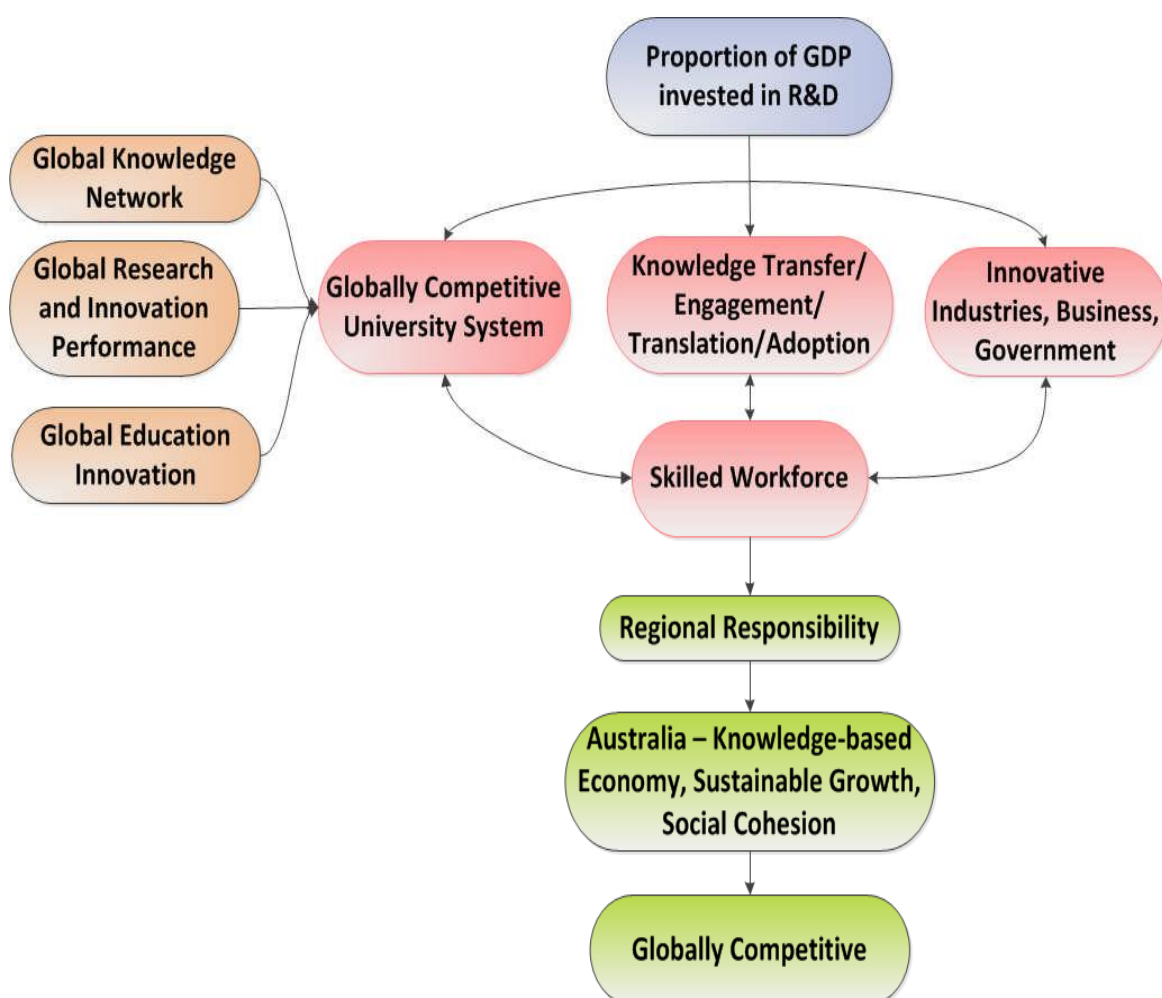 Proportion of GDP
invested in R&D
Global Knowledge
Network
Global Research
and Innovation
Performance
Global Education
Innovation
Globally Competitive
University System
Knowledge Transfer/
Engagement/
Translation/Adoption
Innovative
Industries, Business,
Government
Skilled Workforce
Regional Responsibility
Australia – Knowledge-based
Economy, Sustainable Growth,
Social Cohesion
Globally Competitive